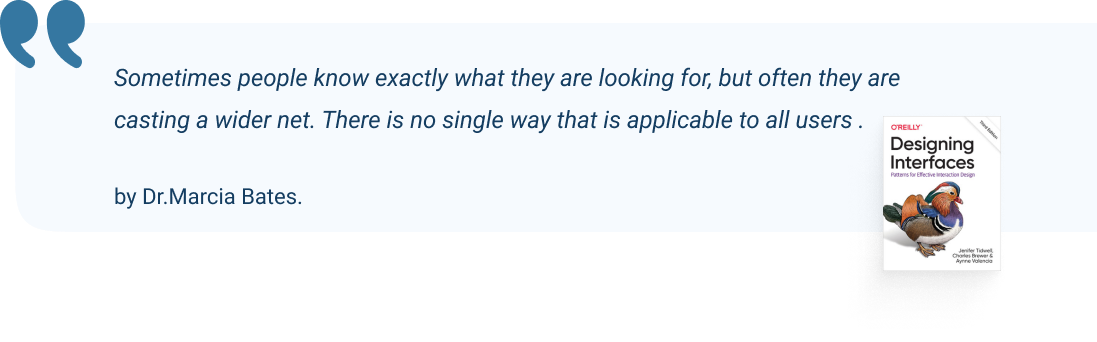 Sometimes people know exactly what they are looking for, but often they are
casting a wider net. There is no single way that is applicable to all users .
by Dr.Marcia Bates.
O'REILLY
Third Edition
Designing
Interfaces
Patterns for Effective Interaction Design
Jenifer Tidwell,
Charles Brewer &
Aynne Valencia